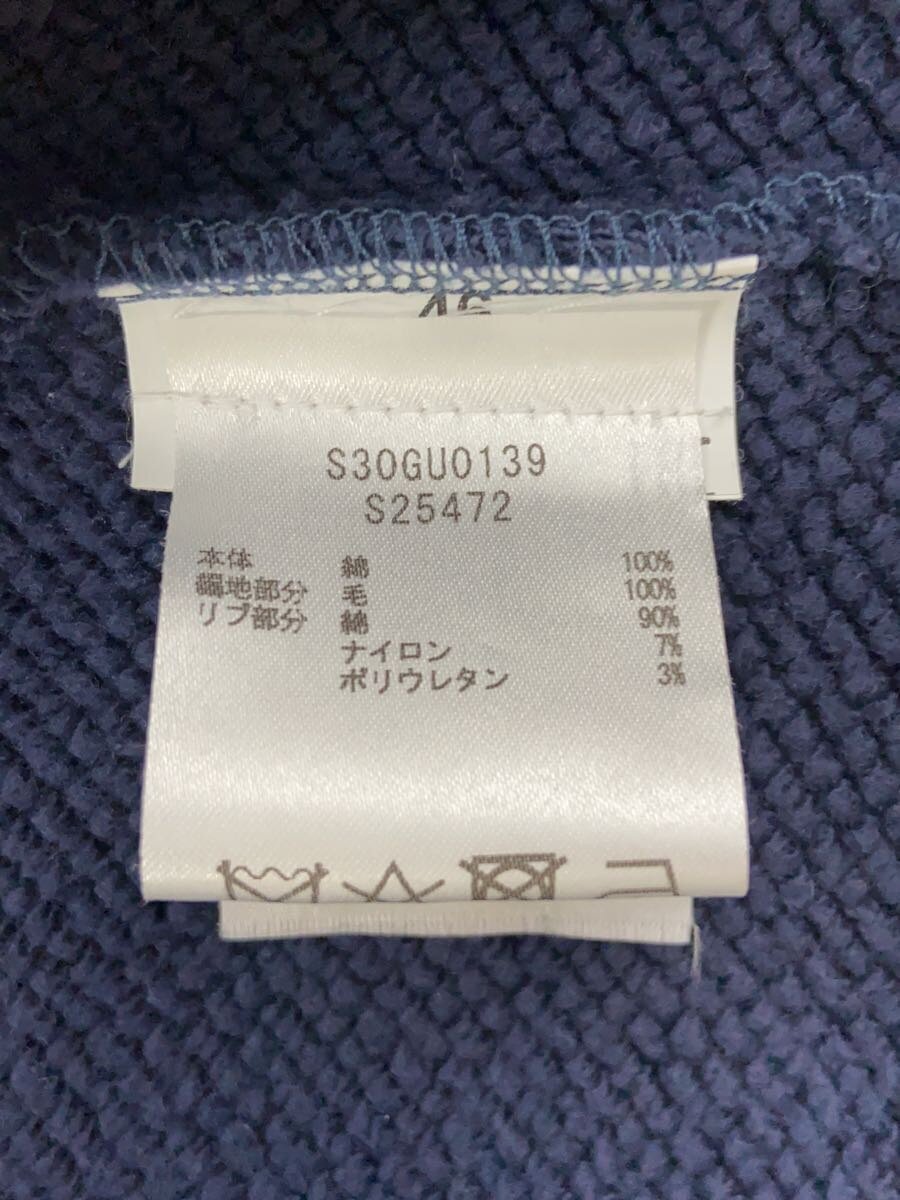 46
S30GU0139
S25472
本体 綿 100%
編地部分 毛 100%
リブ部分 綿 90%
ナイロン 7%
ポリウレタン 3%